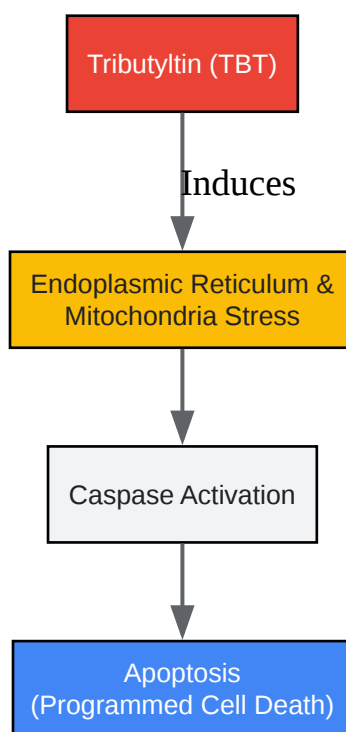 Tributyltin (TBT)
Induces
Endoplasmic Reticulum &
Mitochondria Stress
Caspase Activation
Apoptosis
(Programmed Cell Death)